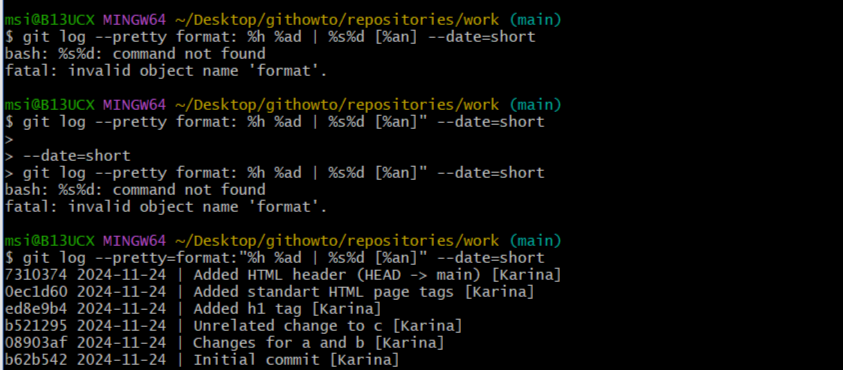 msi@B13UCX MINGW64 ~/Desktop/githowto/repositories/work (main)
$ git log --pretty format: %h %ad | %s%d [%an] --date=short
bash: %s%d: command not found
fatal: invalid object name 'format'.
msi@B13UCX MINGW64 ~/Desktop/githowto/repositories/work (main)
$ git log --pretty format: %h %ad | %s%d [%an]" --date=short
>
> --date=short
> git log --pretty format: %h %ad | %s%d [%an]" --date=short
bash: %s%d: command not found
fatal: invalid object name 'format'.
msi@B13UCX MINGW64 ~/Desktop/githowto/repositories/work (main)
$ git log --pretty=format:"%h %ad | %s%d [%an]" --date=short
7310374 2024-11-24 | Added HTML header (HEAD -> main) [Karina]
0ec1d60 2024-11-24 | Added standart HTML page tags [Karina]
ed8e9b4 2024-11-24 | Added h1 tag [Karina]
b521295 2024-11-24 | Unrelated change to c [Karina]
08903af 2024-11-24 | Changes for a and b [Karina]
b62b542 2024-11-24 | Initial commit [Karina]